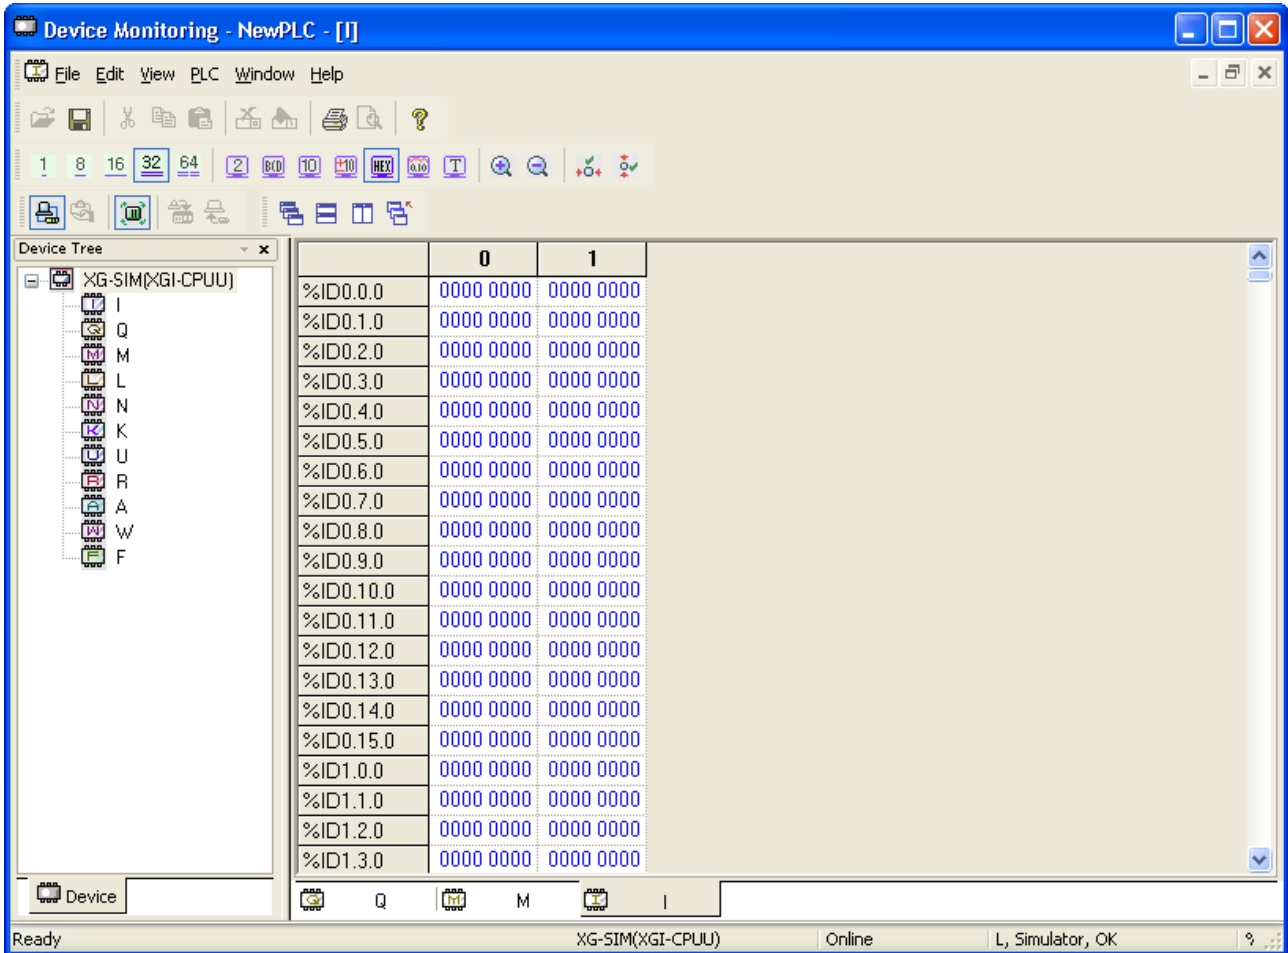 Device Monitoring - NewPLC - [I]
File Edit View PLC Window Help
1 8 16 32 64 2 BCD 10 ±10 HEX 0.10 T
Device Tree
XG-SIM(XGI-CPUU)
I
Q
M
L
N
K
U
R
A
W
F
0 1
%ID0.0.0 0000 0000 0000 0000
%ID0.1.0 0000 0000 0000 0000
%ID0.2.0 0000 0000 0000 0000
%ID0.3.0 0000 0000 0000 0000
%ID0.4.0 0000 0000 0000 0000
%ID0.5.0 0000 0000 0000 0000
%ID0.6.0 0000 0000 0000 0000
%ID0.7.0 0000 0000 0000 0000
%ID0.8.0 0000 0000 0000 0000
%ID0.9.0 0000 0000 0000 0000
%ID0.10.0 0000 0000 0000 0000
%ID0.11.0 0000 0000 0000 0000
%ID0.12.0 0000 0000 0000 0000
%ID0.13.0 0000 0000 0000 0000
%ID0.14.0 0000 0000 0000 0000
%ID0.15.0 0000 0000 0000 0000
%ID1.0.0 0000 0000 0000 0000
%ID1.1.0 0000 0000 0000 0000
%ID1.2.0 0000 0000 0000 0000
%ID1.3.0 0000 0000 0000 0000
Device
Q M I
Ready XG-SIM(XGI-CPUU) Online L, Simulator, OK